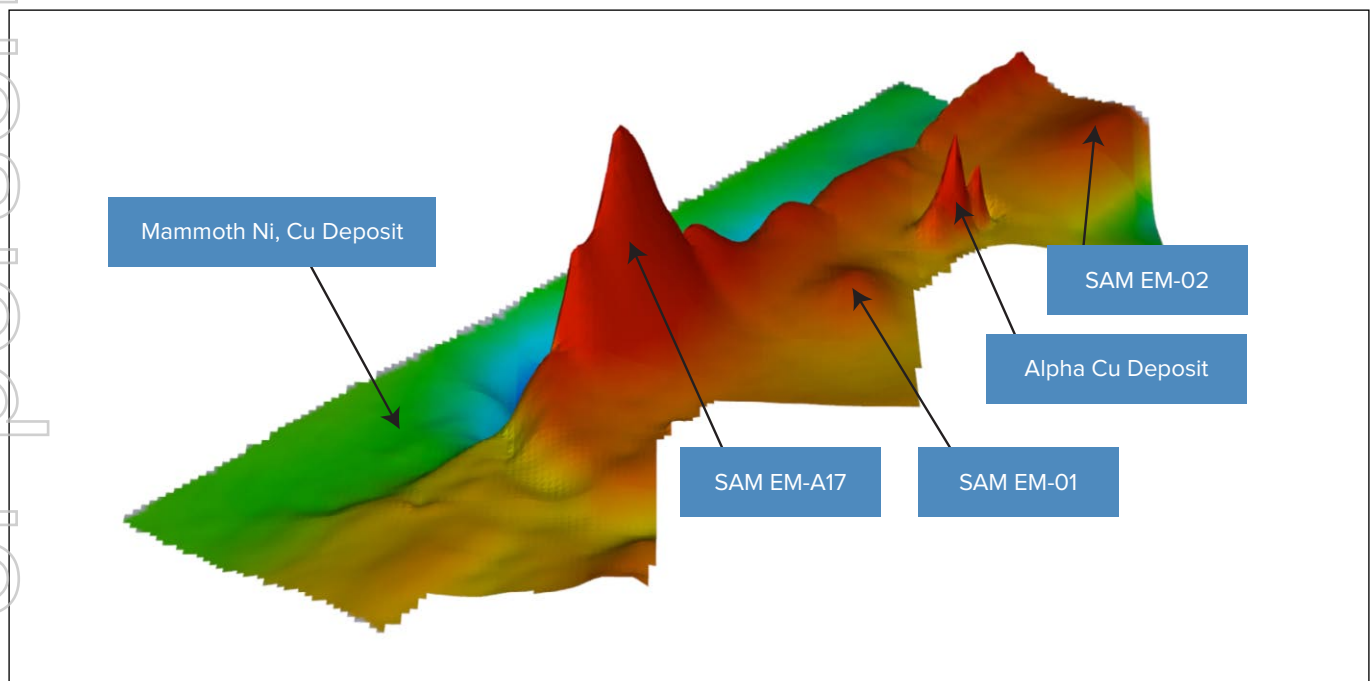 Mammoth Ni, Cu Deposit
SAM EM-02
Alpha Cu Deposit
SAM EM-A17
SAM EM-01